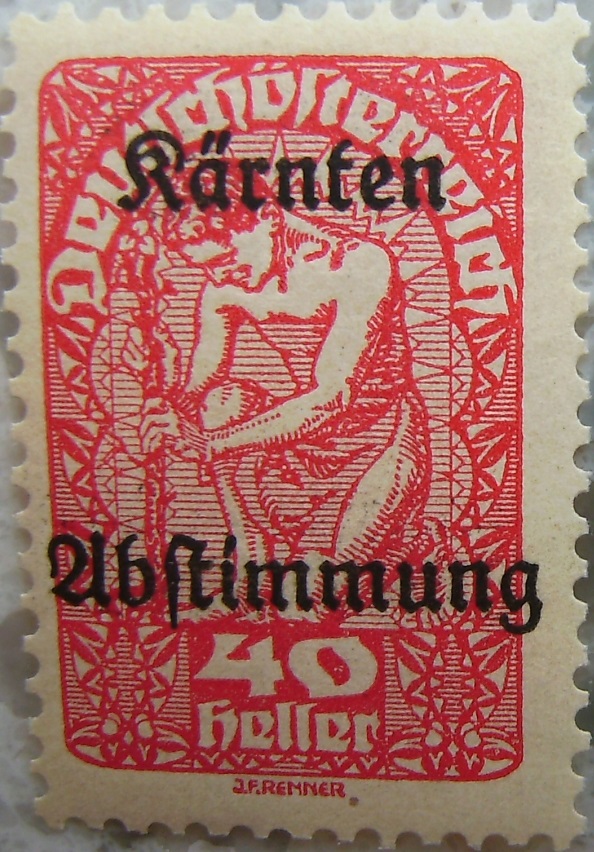 Deutschösterreich
Kärnten
Abstimmung
40
Heller
J.F.RENNER.